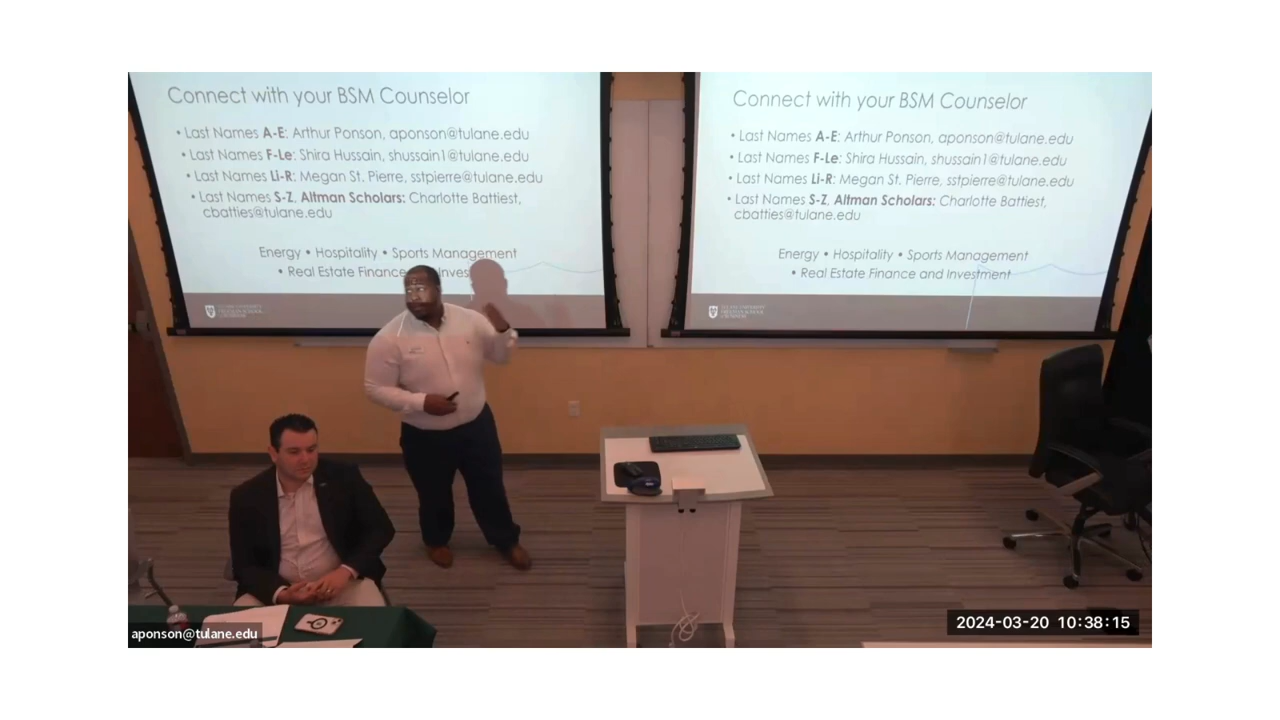 Connect with your BSM Counselor
• Last Names A-E: Arthur Ponson, aponson@tulane.edu
• Last Names F-Le: Shira Hussain, shussain1@tulane.edu
• Last Names Li-R: Megan St. Pierre, sstpierre@tulane.edu
• Last Names S-Z, Altman Scholars: Charlotte Battiest,
cbatties@tulane.edu
Energy • Hospitality • Sports Management
• Real Estate Finance Inves
Connect with your BSM Counselor
• Last Names A-E: Arthur Ponson, aponson@tulane.edu
• Last Names F-Le: Shira Hussain, shussain1@tulane.edu
• Last Names Li-R: Megan St. Pierre, sstpierre@tulane.edu
• Last Names S-Z, Altman Scholars: Charlotte Battiest,
cbatties@tulane.edu
Energy • Hospitality • Sports Management
• Real Estate Finance and Investment
aponson@tulane.edu
2024-03-20 10:38:15